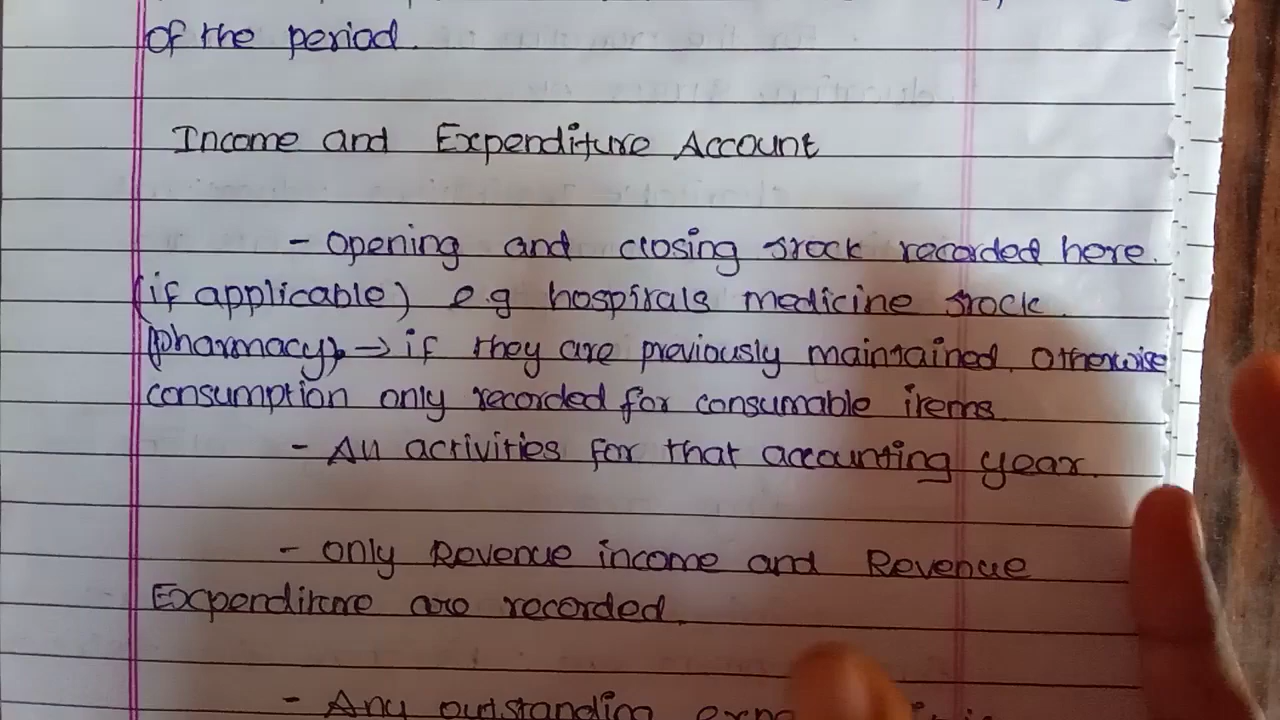 of the period.
Income and Expenditure Account
- Opening and closing stock recorded here.
(if applicable) e.g hospitals medicine stock.
(pharmacy) → if they are previously maintained. Otherwise
consumption only recorded for consumable items
- All activities for that accounting year.
- Only Revenue income and Revenue
Expenditure are recorded.
- Any outstanding